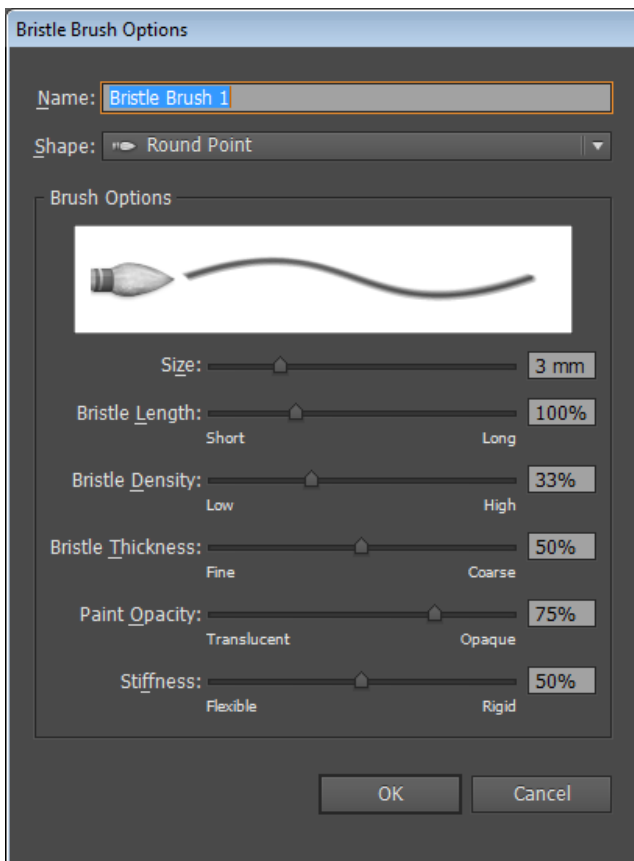 Bristle Brush Options
Name: Bristle Brush 1
Shape: Round Point
Brush Options
Size: 3 mm
Bristle Length: 100%
Short Long
Bristle Density: 33%
Low High
Bristle Thickness: 50%
Fine Coarse
Paint Opacity: 75%
Translucent Opaque
Stiffness: 50%
Flexible Rigid
OK Cancel